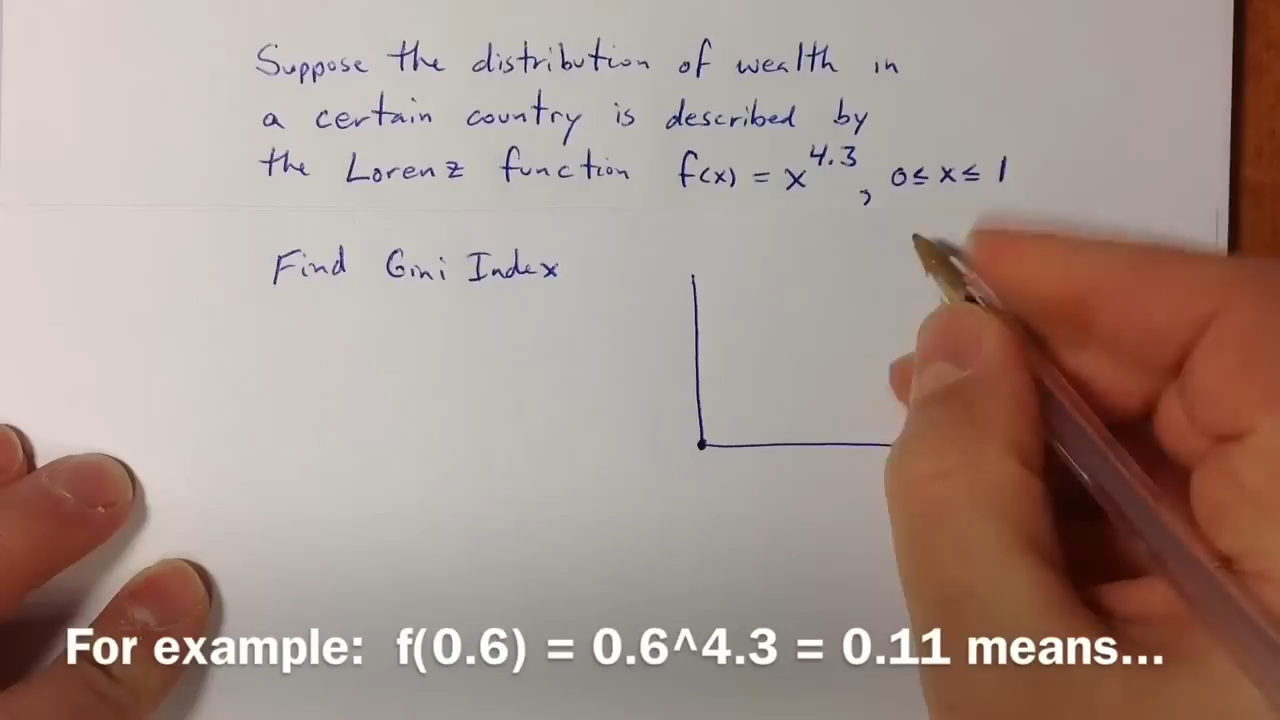 Suppose the distribution of wealth in
a certain country is described by
the Lorenz function f(x) = x^4.3, 0≤x≤1
Find Gini Index
For example: f(0.6) = 0.6^4.3 = 0.11 means...